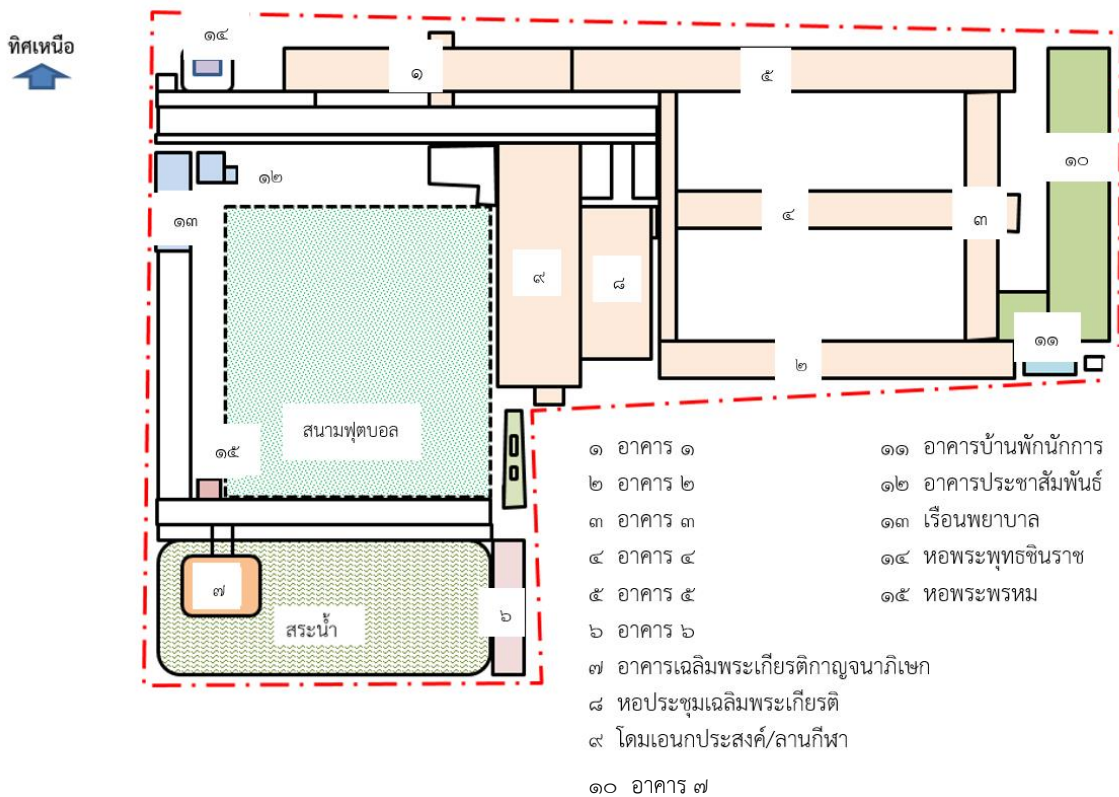 ทิศเหนือ
๑๔
๑
๕
๑๐
๑๒
๑๓
๔
๓
๙
๘
๑๑
๒
สนามฟุตบอล
๑๕
๗
สระน้ำ
๖
๑ อาคาร ๑
๒ อาคาร ๒
๓ อาคาร ๓
๔ อาคาร ๔
๕ อาคาร ๕
๖ อาคาร ๖
๗ อาคารเฉลิมพระเกียรติกาญจนาภิเษก
๘ หอประชุมเฉลิมพระเกียรติ
๙ โดมเอนกประสงค์/ลานกีฬา
๑๐ อาคาร ๗
๑๑ อาคารบ้านพักนักการ
๑๒ อาคารประชาสัมพันธ์
๑๓ เรือนพยาบาล
๑๔ หอพระพุทธชินราช
๑๕ หอพระพรหม